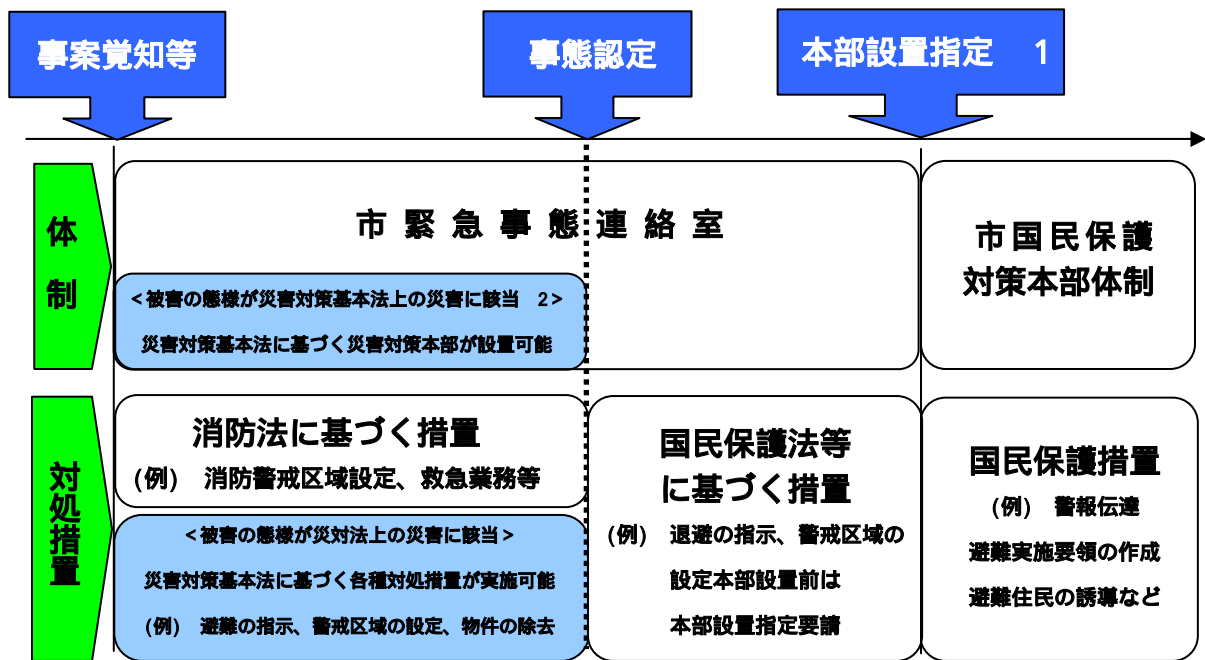 事案覚知等
事態認定
本部設置指定 1
体制
市緊急事態連絡室
<被害の態様が災害対策基本法上の災害に該当 2>
災害対策基本法に基づく災害対策本部が設置可能
市国民保護
対策本部体制
対処措置
消防法に基づく措置
(例) 消防警戒区域設定、救急業務等
<被害の態様が災対法上の災害に該当>
災害対策基本法に基づく各種対処措置が実施可能
(例) 避難の指示、警戒区域の設定、物件の除去
国民保護法等
に基づく措置
(例) 退避の指示、警戒区域の
設定本部設置前は
本部設置指定要請
国民保護措置
(例) 警報伝達
避難実施要領の作成
避難住民の誘導など